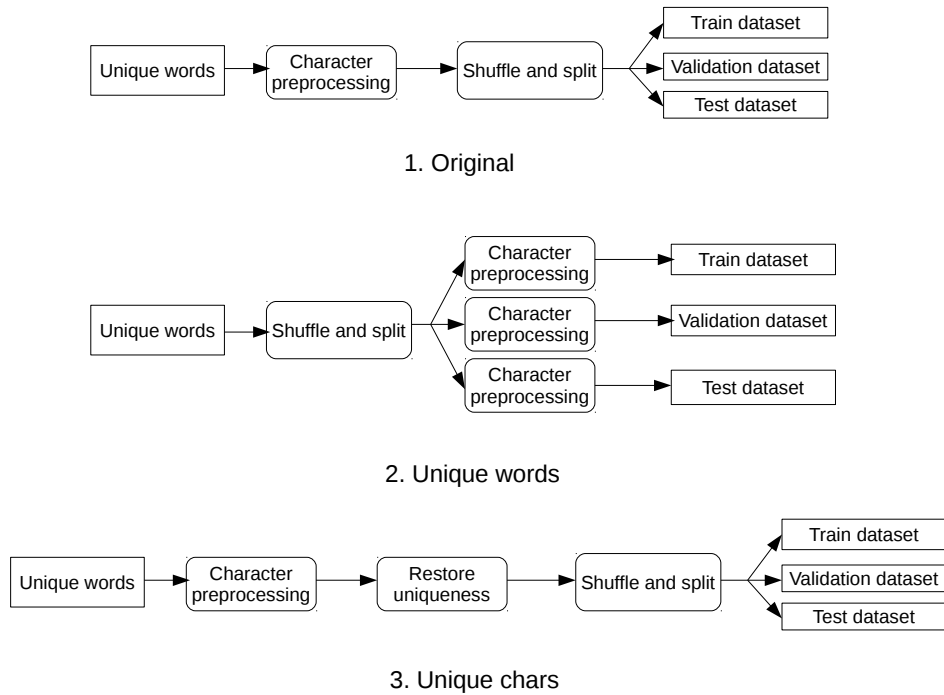 Unique words
Character
preprocessing
Shuffle and split
Train dataset
Validation dataset
Test dataset
1. Original
Unique words
Shuffle and split
Character
preprocessing
Train dataset
Character
preprocessing
Validation dataset
Character
preprocessing
Test dataset
2. Unique words
Unique words
Character
preprocessing
Restore
uniqueness
Shuffle and split
Train dataset
Validation dataset
Test dataset
3. Unique chars